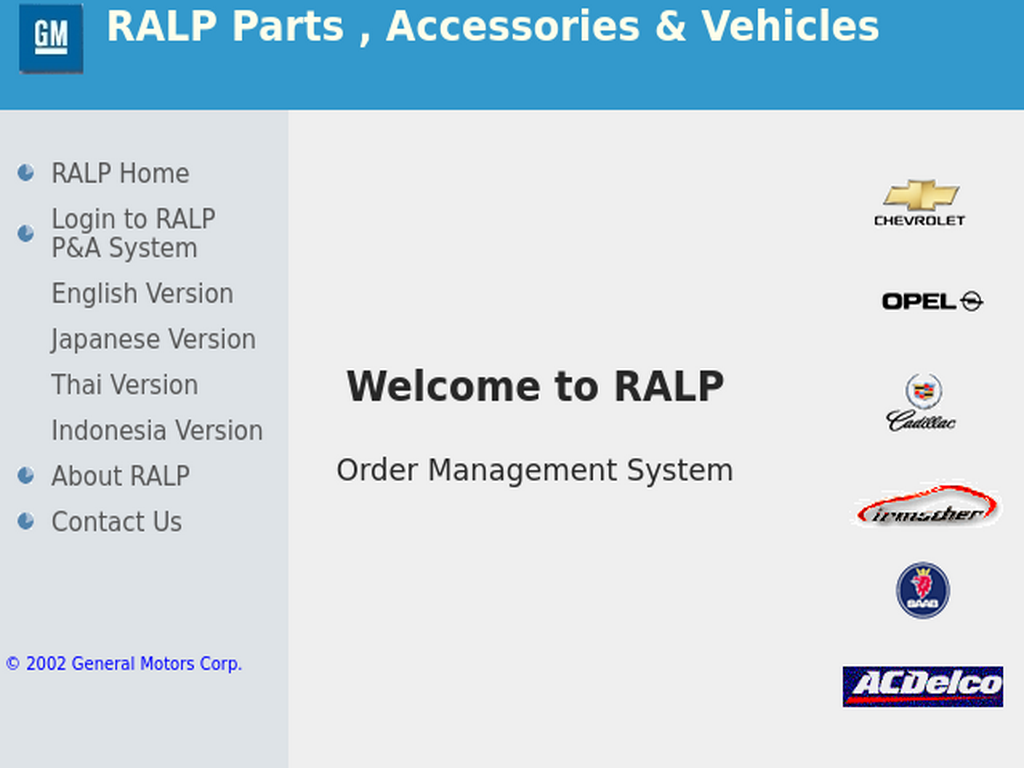 GM
RALP Parts , Accessories & Vehicles
RALP Home
Login to RALP
P&A System
English Version
Japanese Version
Thai Version
Indonesia Version
About RALP
Contact Us
© 2002 General Motors Corp.
Welcome to RALP
Order Management System
CHEVROLET
OPEL
Cadillac
irmscher
SAAB
ACDelco